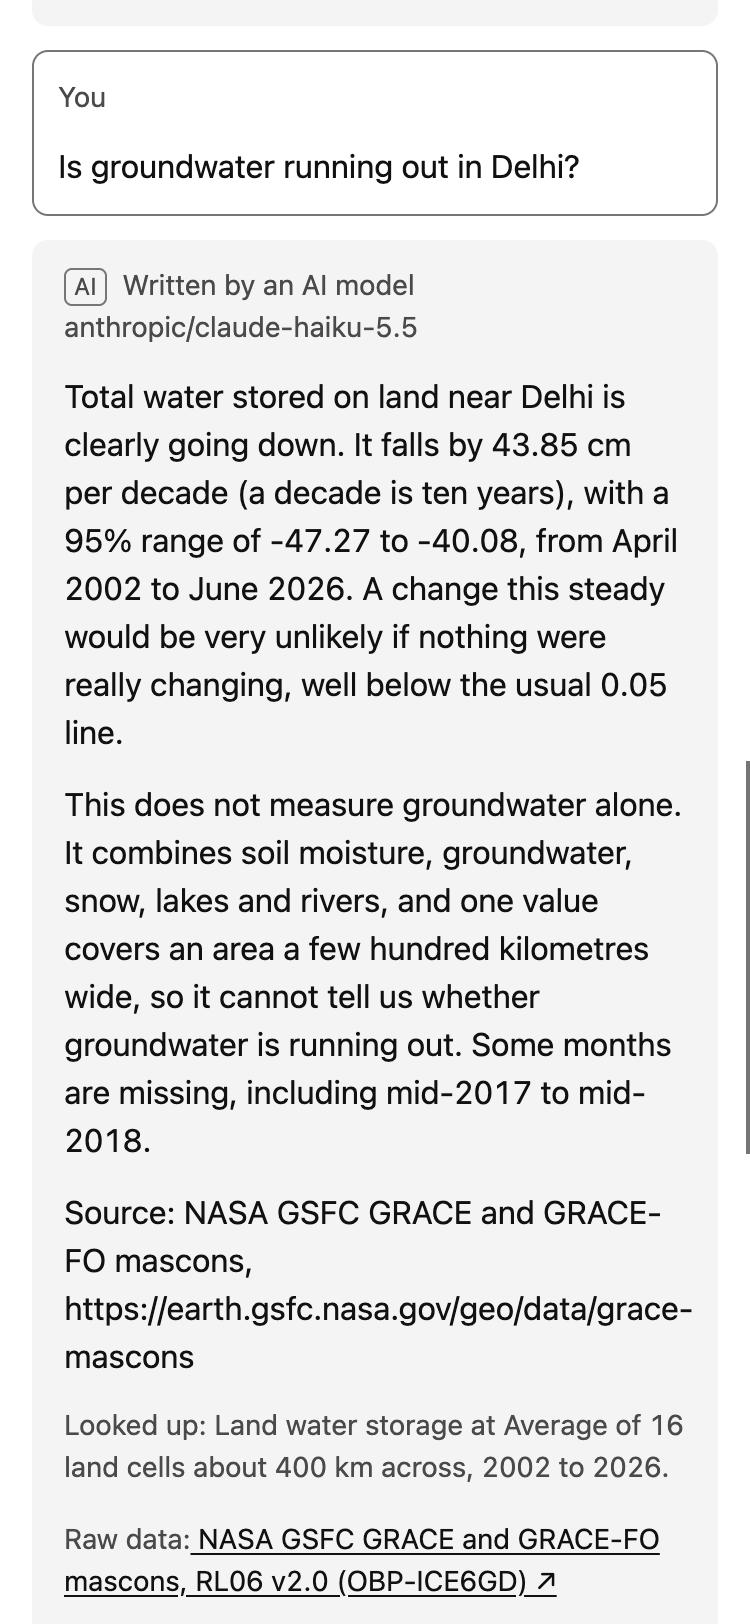 You
Is groundwater running out in Delhi?
AI Written by an AI model
anthropic/claude-haiku-5.5
Total water stored on land near Delhi is
clearly going down. It falls by 43.85 cm
per decade (a decade is ten years), with a
95% range of -47.27 to -40.08, from April
2002 to June 2026. A change this steady
would be very unlikely if nothing were
really changing, well below the usual 0.05
line.
This does not measure groundwater alone.
It combines soil moisture, groundwater,
snow, lakes and rivers, and one value
covers an area a few hundred kilometres
wide, so it cannot tell us whether
groundwater is running out. Some months
are missing, including mid-2017 to mid-
2018.
Source: NASA GSFC GRACE and GRACE-
FO mascons,
https://earth.gsfc.nasa.gov/geo/data/grace-
mascons
Looked up: Land water storage at Average of 16
land cells about 400 km across, 2002 to 2026.
Raw data: NASA GSFC GRACE and GRACE-FO
mascons, RL06 v2.0 (OBP-ICE6GD) ↗